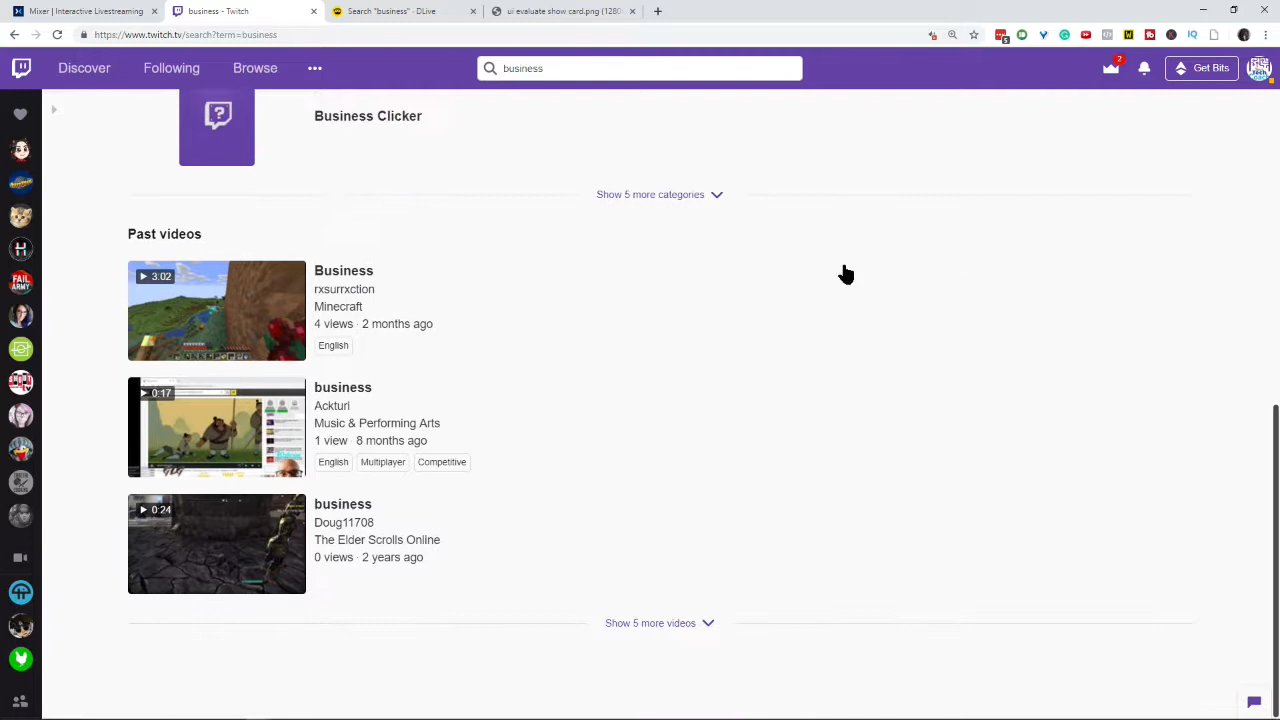 Mixer | Interactive Livestreaming
business - Twitch
Search "business" - DLive
ui evaluate show card.png (1280×
https://www.twitch.tv/search?term=business
Discover
Following
Browse
business
2
Get Bits
Business Clicker
Show 5 more categories
Past videos
3:02
Business
rxsurrxction
Minecraft
4 views · 2 months ago
English
0:17
business
Ackturl
Music & Performing Arts
1 view · 8 months ago
English Multiplayer Competitive
0:24
business
Doug11708
The Elder Scrolls Online
0 views · 2 years ago
Show 5 more videos
FAIL
ARMY